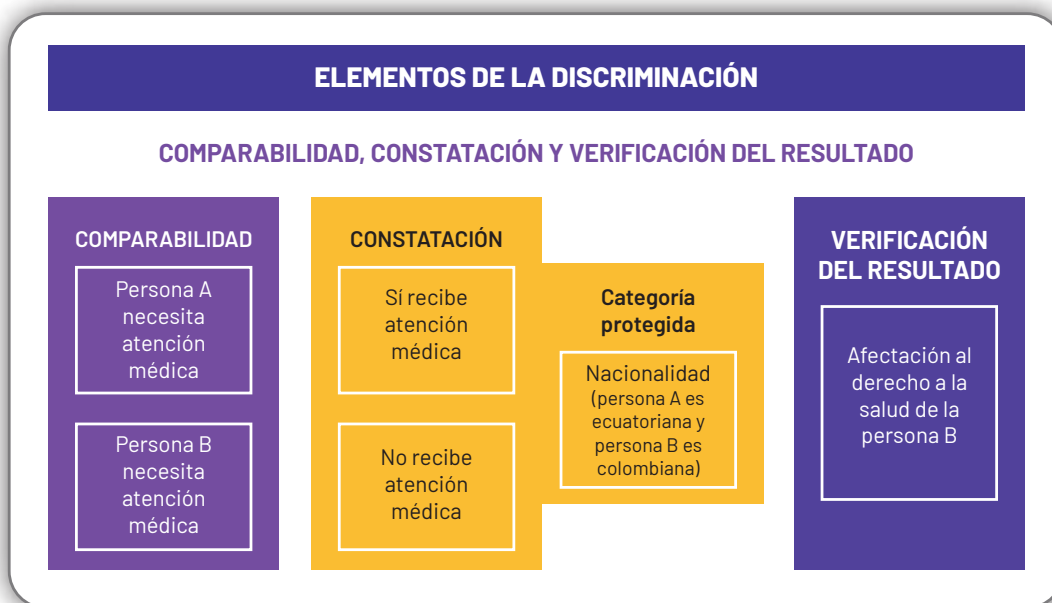 ELEMENTOS DE LA DISCRIMINACIÓN
COMPARABILIDAD, CONSTATACIÓN Y VERIFICACIÓN DEL RESULTADO
COMPARABILIDAD
Persona A
necesita
atención
médica
Persona B
necesita
atención
médica
CONSTATACIÓN
Sí recibe
atención
médica
No recibe
atención
médica
Categoría
protegida
Nacionalidad
(persona A es
ecuatoriana y
persona B es
colombiana)
VERIFICACIÓN
DEL RESULTADO
Afectación al
derecho a la
salud de la
persona B